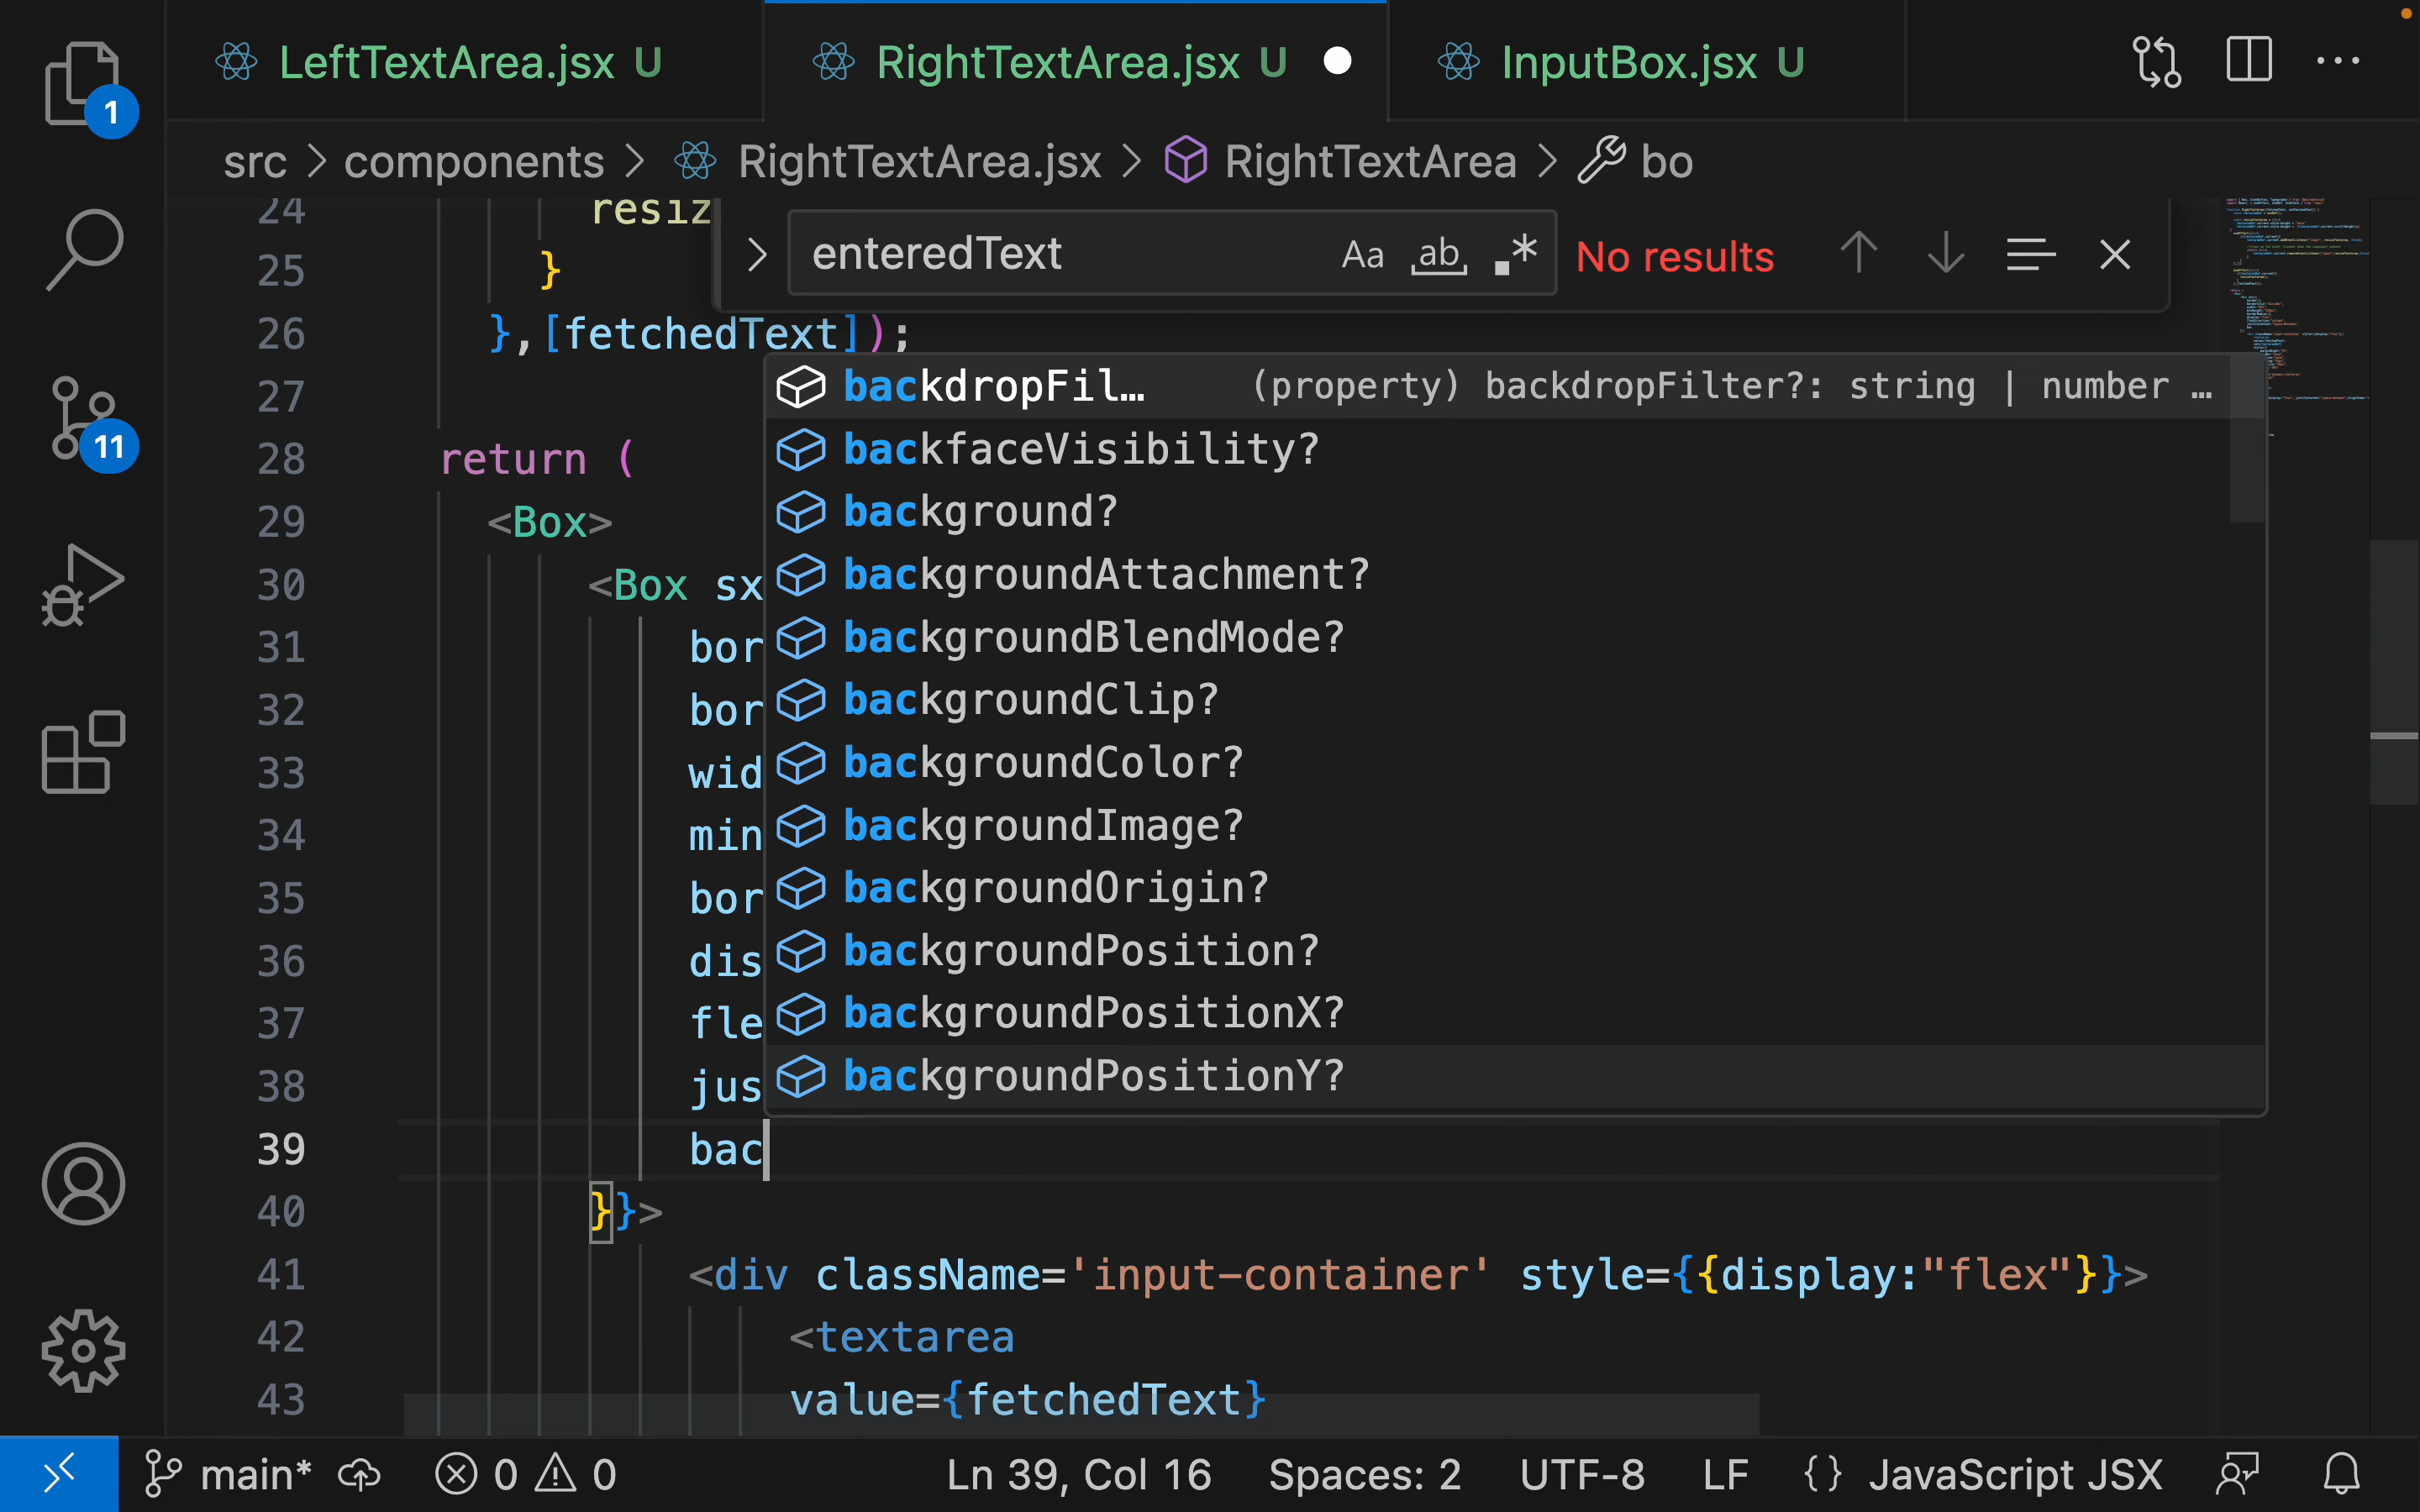 LeftTextArea.jsx U
RightTextArea.jsx U
InputBox.jsx U
1
11
src > components > RightTextArea.jsx > RightTextArea > bo
enteredText Aa ab .* No results
24 resiz
25 }
26 },[fetchedText]);
27
28 return (
29 <Box>
30 <Box sx
31 bor
32 bor
33 wid
34 min
35 bor
36 dis
37 fle
38 jus
backdropFil… (property) backdropFilter?: string | number …
backfaceVisibility?
background?
backgroundAttachment?
backgroundBlendMode?
backgroundClip?
backgroundColor?
backgroundImage?
backgroundOrigin?
backgroundPosition?
backgroundPositionX?
backgroundPositionY?
39 bac
40 }}>
41 <div className='input-container' style={{display:"flex"}}>
42 <textarea
43 value={fetchedText}
main* 0 0 Ln 39, Col 16 Spaces: 2 UTF-8 LF {} JavaScript JSX